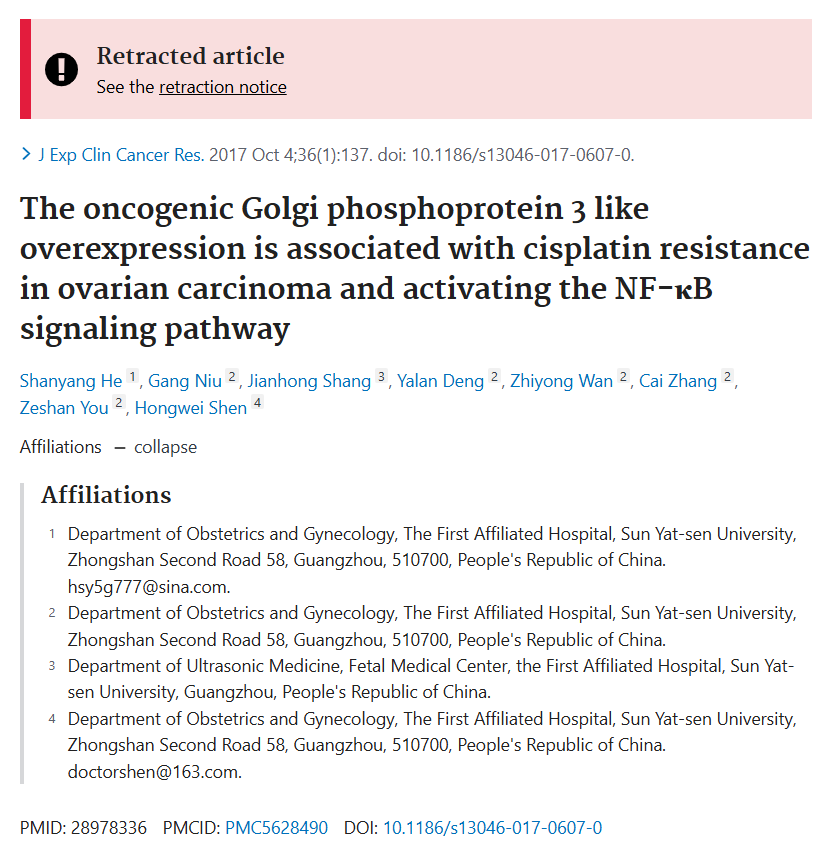 Retracted article
See the retraction notice
J Exp Clin Cancer Res. 2017 Oct 4;36(1):137. doi: 10.1186/s13046-017-0607-0.
The oncogenic Golgi phosphoprotein 3 like
overexpression is associated with cisplatin resistance
in ovarian carcinoma and activating the NF-κB
signaling pathway
Shanyang He 1, Gang Niu 2, Jianhong Shang 3, Yalan Deng 2, Zhiyong Wan 2, Cai Zhang 2,
Zeshan You 2, Hongwei Shen 4
Affiliations – collapse
Affiliations
1 Department of Obstetrics and Gynecology, The First Affiliated Hospital, Sun Yat-sen University,
Zhongshan Second Road 58, Guangzhou, 510700, People's Republic of China.
hsy5g777@sina.com.
2 Department of Obstetrics and Gynecology, The First Affiliated Hospital, Sun Yat-sen University,
Zhongshan Second Road 58, Guangzhou, 510700, People's Republic of China.
3 Department of Ultrasonic Medicine, Fetal Medical Center, the First Affiliated Hospital, Sun Yat-
sen University, Guangzhou, People's Republic of China.
4 Department of Obstetrics and Gynecology, The First Affiliated Hospital, Sun Yat-sen University,
Zhongshan Second Road 58, Guangzhou, 510700, People's Republic of China.
doctorshen@163.com.
PMID: 28978336 PMCID: PMC5628490 DOI: 10.1186/s13046-017-0607-0